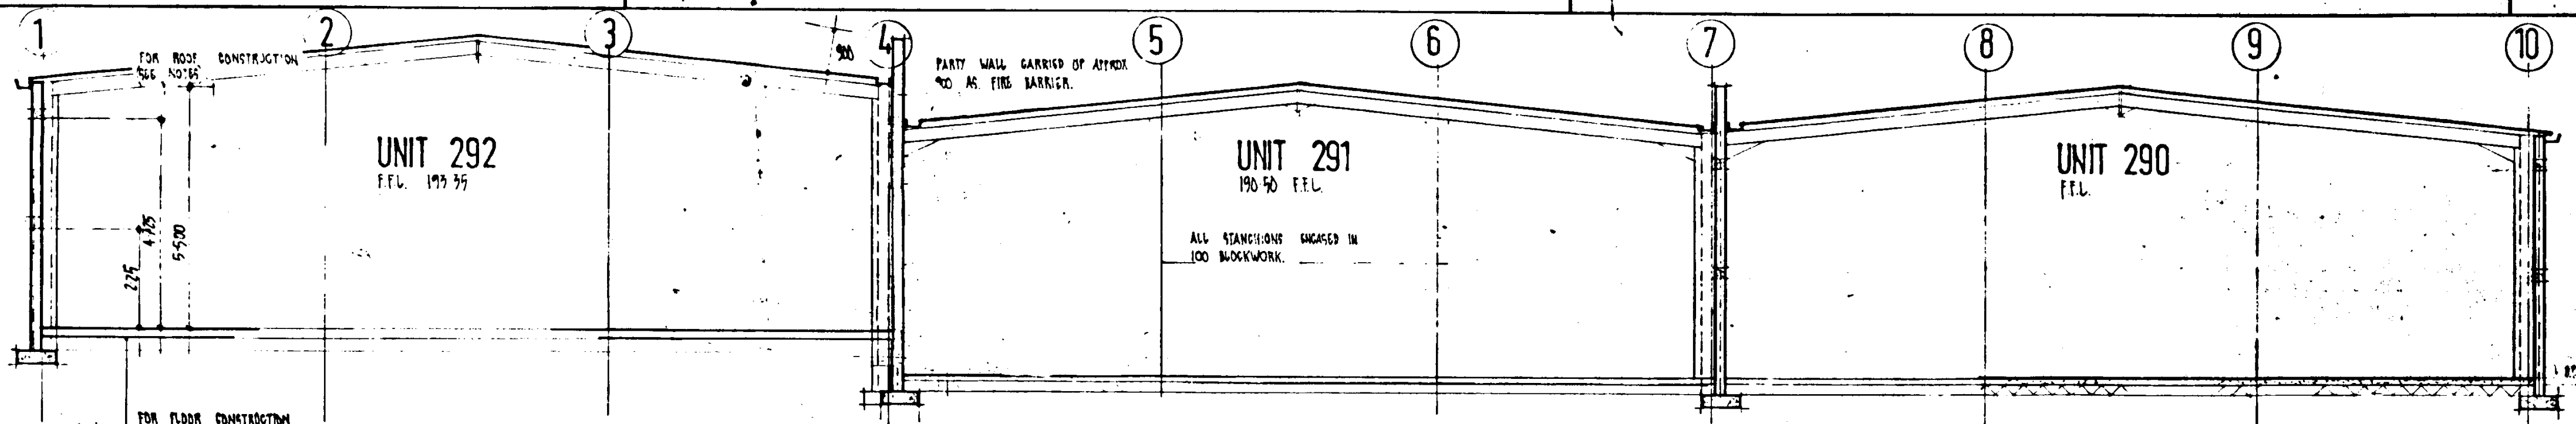 1 2 3 4 5 6 7 8 9 10
FOR ROOF CONSTRUCTION
SEE NOTES
900
PARTY WALL CARRIED UP APPROX
900 AS FIRE BARRIER.
UNIT 292
F.F.L. 193 35
UNIT 291
190 50 F.F.L.
UNIT 290
F.F.L.
ALL STANCHIONS ENCASED IN
100 BLOCKWORK.
2 25
4 725
5 500
FOR FLOOR CONSTRUCTION